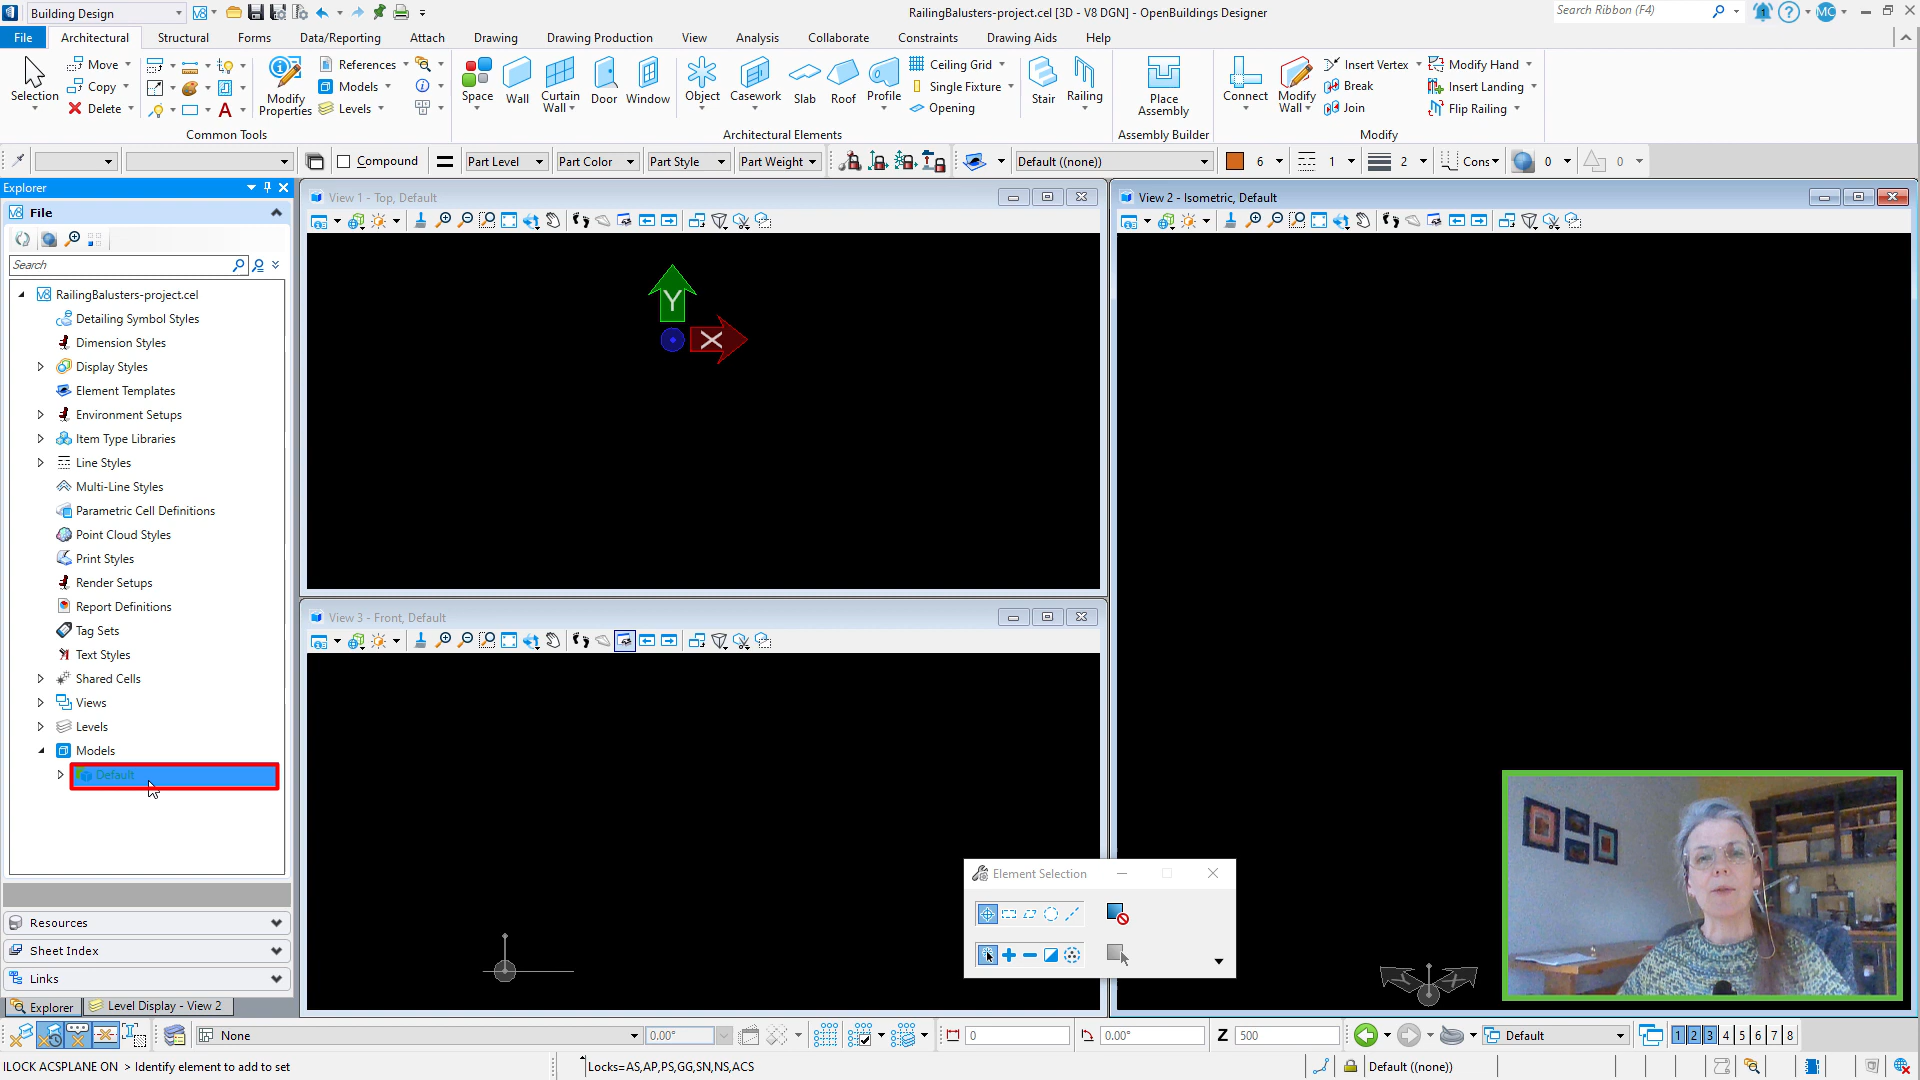 Building Design
RailingBalusters-project.cel [3D - V8 DGN] - OpenBuildings Designer
Search Ribbon (F4)
MC
File
Architectural
Structural
Forms
Data/Reporting
Attach
Drawing
Drawing Production
View
Analysis
Collaborate
Constraints
Drawing Aids
Help
Selection
Move
Copy
Delete
Modify
Properties
References
Models
Levels
Common Tools
Space
Wall
Curtain
Wall
Door
Window
Object
Casework
Slab
Roof
Profile
Ceiling Grid
Single Fixture
Opening
Stair
Railing
Architectural Elements
Place
Assembly
Assembly Builder
Connect
Modify
Wall
Insert Vertex
Break
Join
Modify Hand
Insert Landing
Flip Railing
Modify
Compound
Part Level
Part Color
Part Style
Part Weight
Default ((none))
6
1
2
Cons
0
0
Explorer
File
Search
RailingBalusters-project.cel
Detailing Symbol Styles
Dimension Styles
Display Styles
Element Templates
Environment Setups
Item Type Libraries
Line Styles
Multi-Line Styles
Parametric Cell Definitions
Point Cloud Styles
Print Styles
Render Setups
Report Definitions
Tag Sets
Text Styles
Shared Cells
Views
Levels
Models
Default
Resources
Sheet Index
Links
Explorer
Level Display - View 2
View 1 - Top, Default
Y
X
View 2 - Isometric, Default
View 3 - Front, Default
Element Selection
None
0.00°
0
0.00°
Z
500
Default
1 2 3 4 5 6 7 8
ILOCK ACSPLANE ON > Identify element to add to set
Locks=AS,AP,PS,GG,SN,NS,ACS
Default ((none))